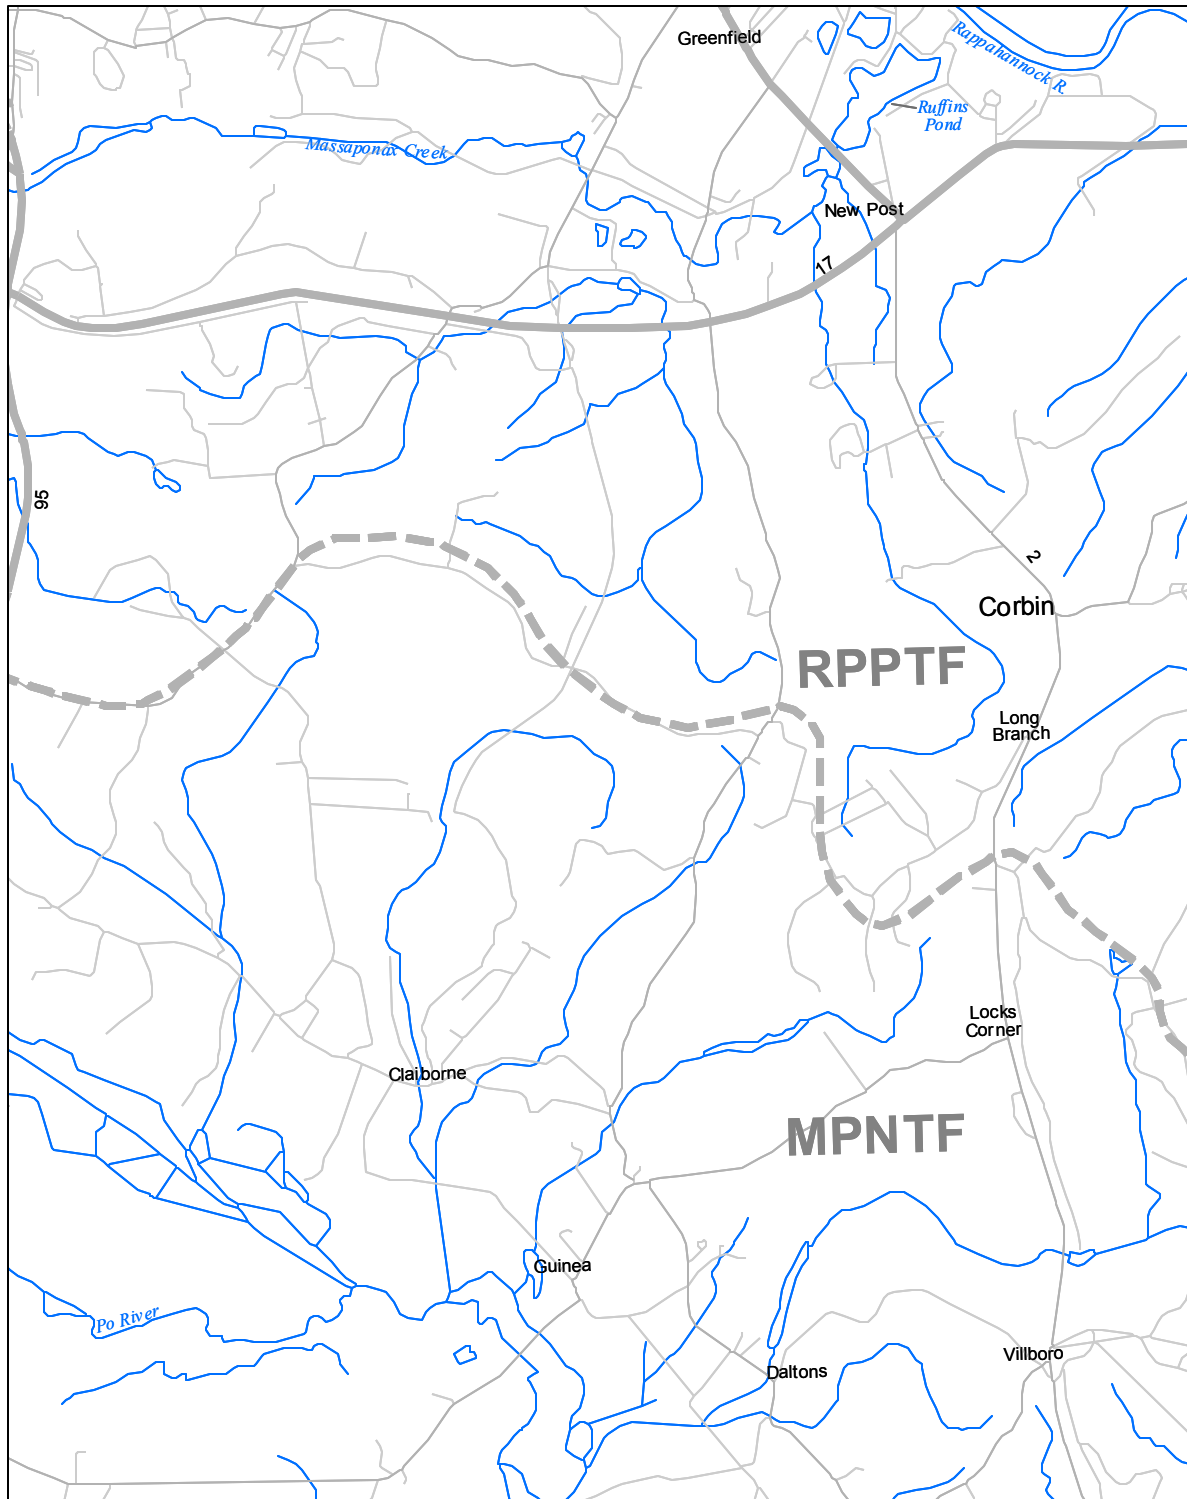 Greenfield
Rappahannock R.
Ruffins
Pond
Massaponax Creek
New Post
17
95
2
Corbin
RPPTF
Long
Branch
Locks
Corner
Claiborne
MPNTF
Guinea
Po River
Villboro
Daltons